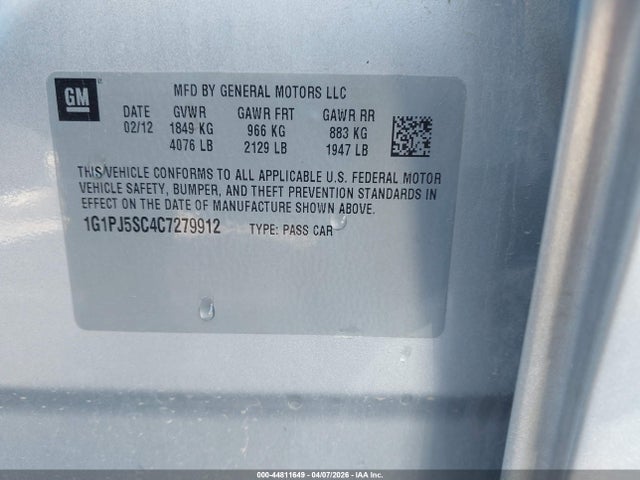 GM
MFD BY GENERAL MOTORS LLC
DATE GVWR GAWR FRT GAWR RR
02/12 1849 KG 966 KG 883 KG
4076 LB 2129 LB 1947 LB
THIS VEHICLE CONFORMS TO ALL APPLICABLE U.S. FEDERAL MOTOR
VEHICLE SAFETY, BUMPER, AND THEFT PREVENTION STANDARDS IN
EFFECT ON THE DATE OF MANUFACTURE SHOWN ABOVE.
1G1PJ5SC4C7279912 TYPE: PASS CAR
000-44811649 04/07/2026 IAA Inc.